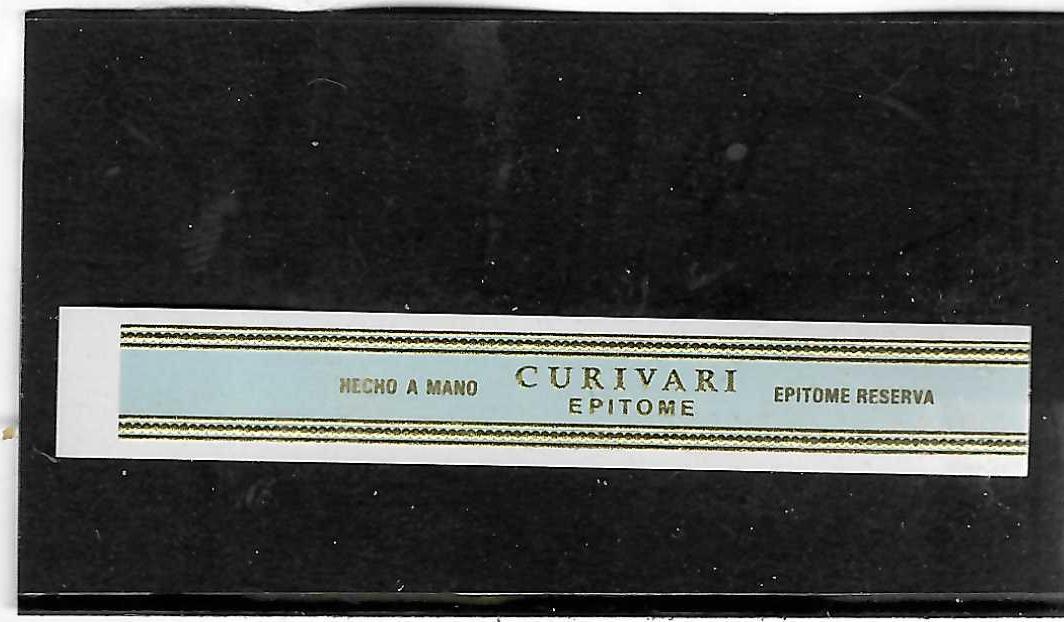 HECHO A MANO
CURIVARI
EPITOME
EPITOME RESERVA